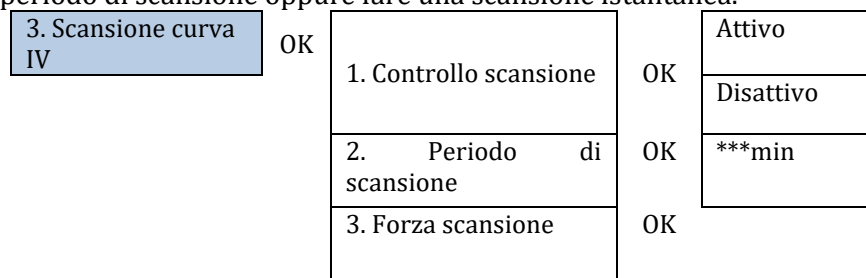 periodo di scansione oppure fare una scansione istantanea.
3. Scansione curva
IV
OK
1. Controllo scansione
OK
Attivo
Disattivo
2. Periodo di
scansione
OK
***min
3. Forza scansione
OK